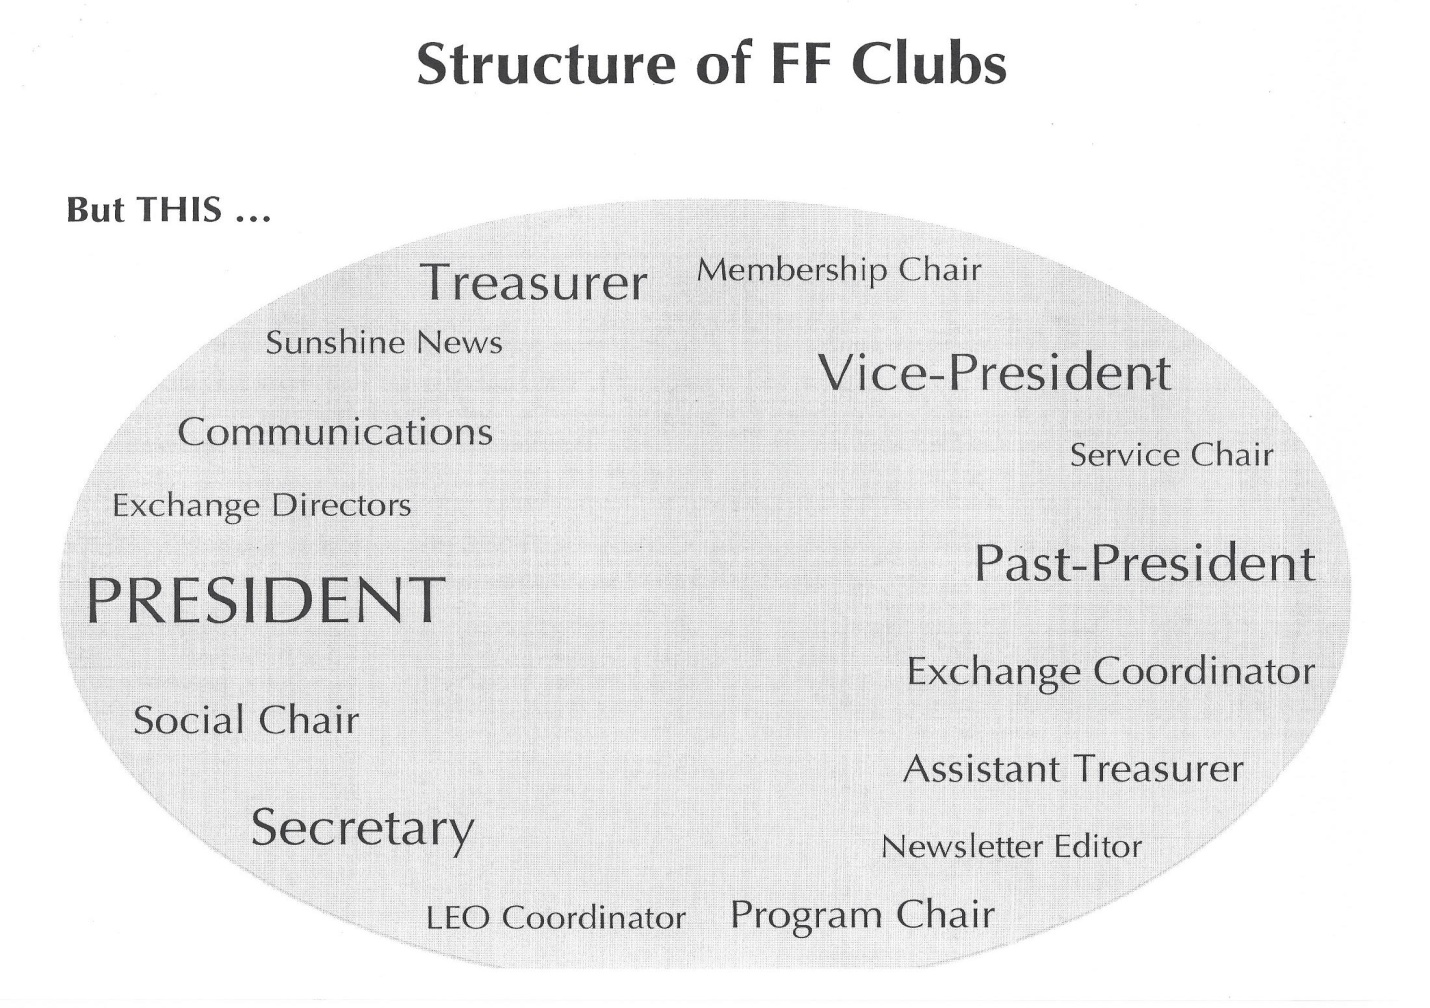 Structure of FF Clubs
But THIS ...
Treasurer
Membership Chair
Sunshine News
Vice-President
Communications
Service Chair
Exchange Directors
Past-President
PRESIDENT
Exchange Coordinator
Social Chair
Assistant Treasurer
Secretary
Newsletter Editor
LEO Coordinator
Program Chair